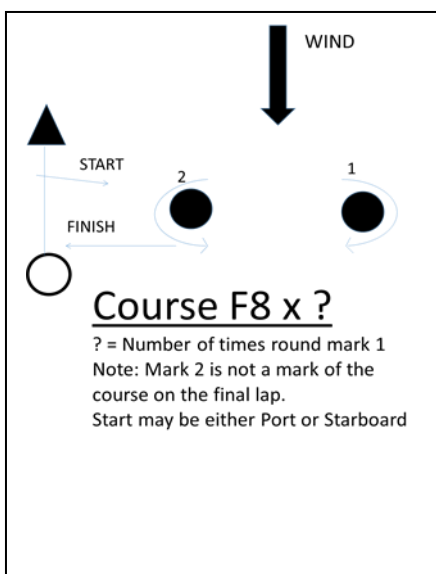 WIND
START
2
1
FINISH
Course F8 x ?
? = Number of times round mark 1
Note: Mark 2 is not a mark of the
course on the final lap.
Start may be either Port or Starboard